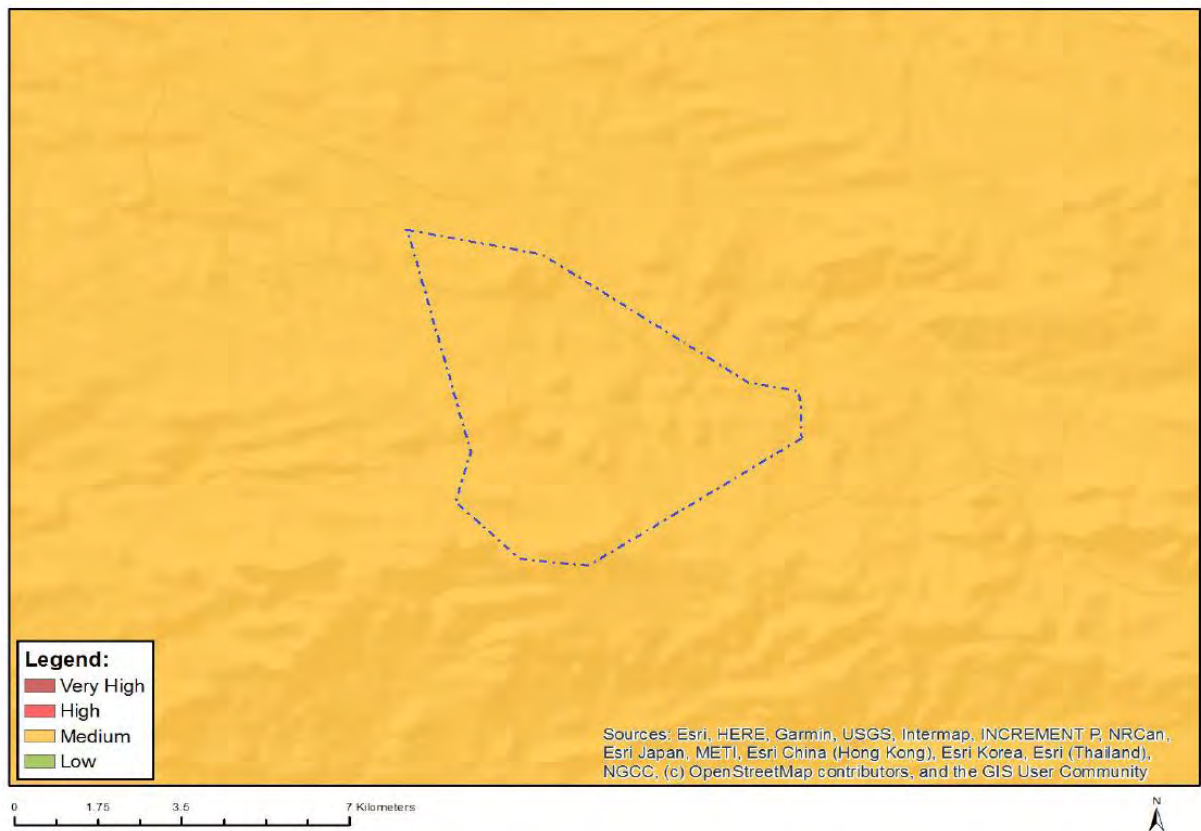 Legend:
Very High
High
Medium
Low
Sources: Esri, HERE, Garmin, USGS, Intermap, INCREMENT P, NRCan,
Esri Japan, METI, Esri China (Hong Kong), Esri Korea, Esri (Thailand),
NGCC, (c) OpenStreetMap contributors, and the GIS User Community
0 1.75 3.5 7 Kilometers
N